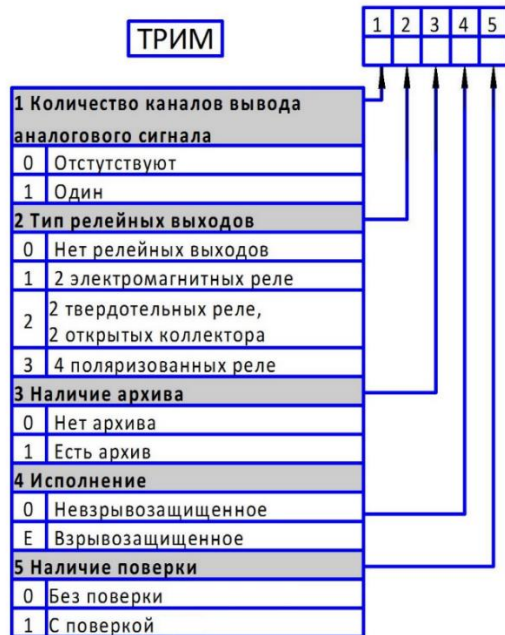 ТРИМ
1 2 3 4 5
1 Количество каналов вывода
аналогового сигнала
0 Отстутствуют
1 Один
2 Тип релейных выходов
0 Нет релейных выходов
1 2 электромагнитных реле
2 2 твердотельных реле,
2 открытых коллектора
3 4 поляризованных реле
3 Наличие архива
0 Нет архива
1 Есть архив
4 Исполнение
0 Невзрывозащищенное
Е Взрывозащищенное
5 Наличие поверки
0 Без поверки
1 С поверкой